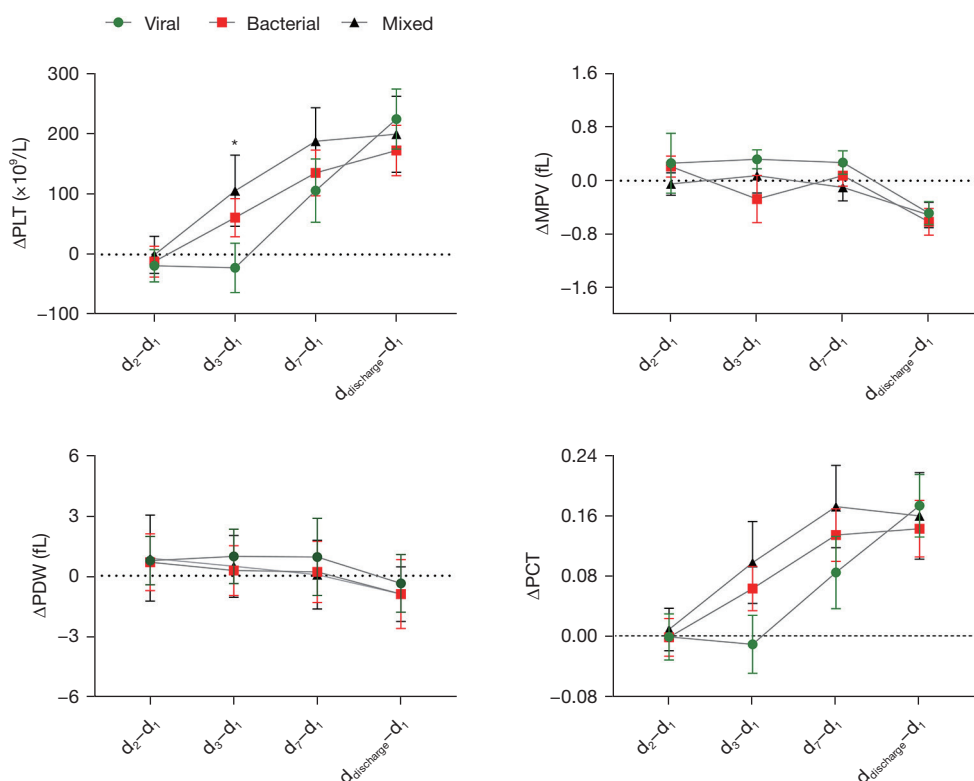 Viral Bacterial Mixed
ΔPLT (×10⁹/L)
300
200
100
0
−100
*
d₂–d₁
d₃–d₁
d₇–d₁
d_discharge–d₁
ΔMPV (fL)
1.6
0.8
0.0
−0.8
−1.6
d₂–d₁
d₃–d₁
d₇–d₁
d_discharge–d₁
ΔPDW (fL)
6
3
0
−3
−6
d₂–d₁
d₃–d₁
d₇–d₁
d_discharge–d₁
ΔPCT
0.24
0.16
0.08
0.00
−0.08
d₂–d₁
d₃–d₁
d₇–d₁
d_discharge–d₁